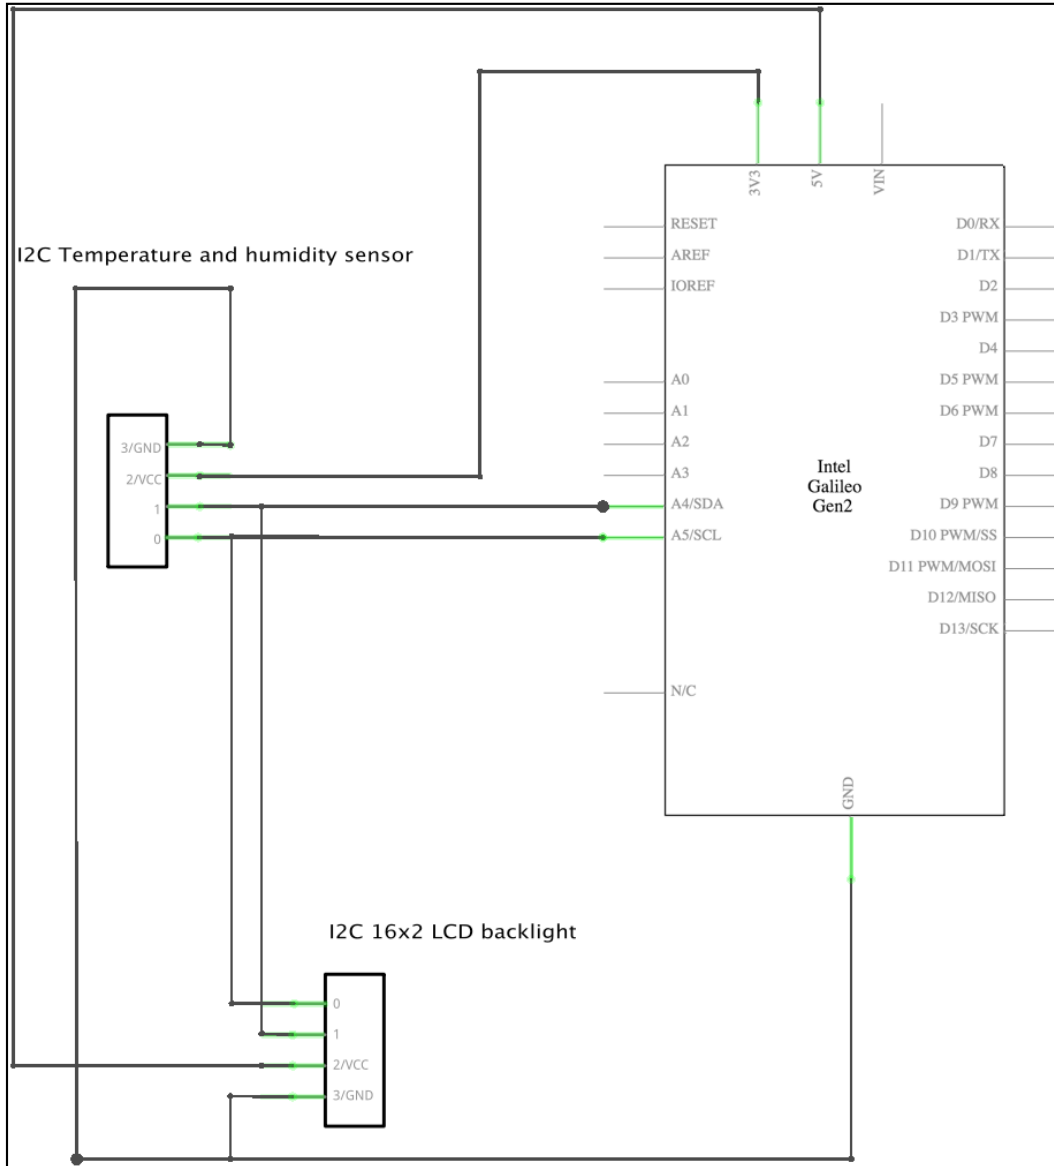 3V3
5V
VIN
RESET
AREF
IOREF
A0
A1
A2
A3
A4/SDA
A5/SCL
N/C
Intel
Galileo
Gen2
D0/RX
D1/TX
D2
D3 PWM
D4
D5 PWM
D6 PWM
D7
D8
D9 PWM
D10 PWM/SS
D11 PWM/MOSI
D12/MISO
D13/SCK
GND
I2C Temperature and humidity sensor
3/GND
2/VCC
1
0
I2C 16x2 LCD backlight
0
1
2/VCC
3/GND